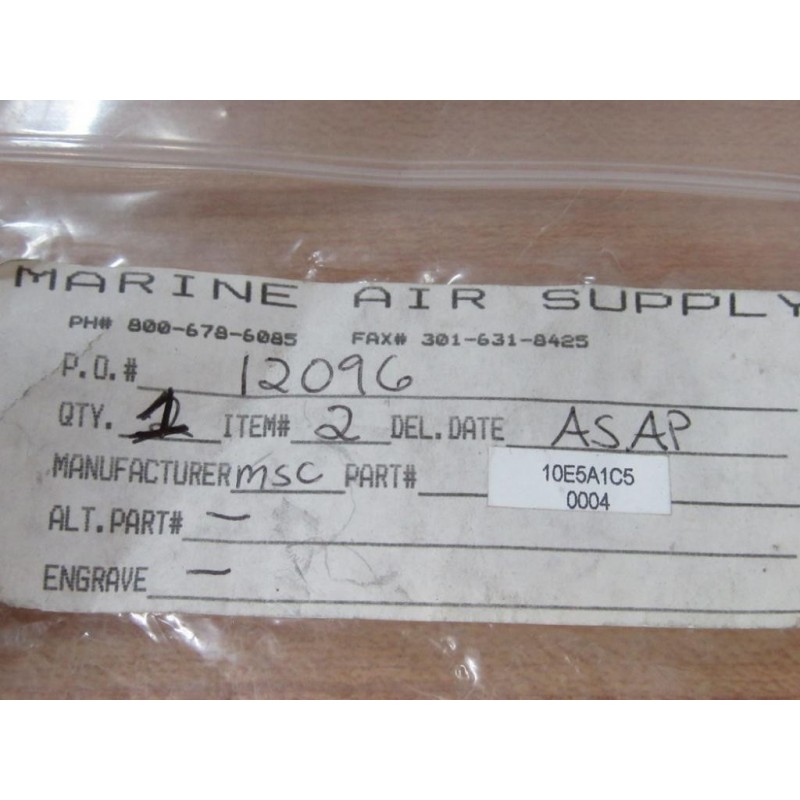 MARINE AIR SUPPLY
PH# 800-678-6085 FAX# 301-631-8425
P.O.# 12096
QTY. 1 ITEM# 2 DEL.DATE ASAP
MANUFACTURER msc PART# 10E5A1C5
0004
ALT.PART# —
ENGRAVE —